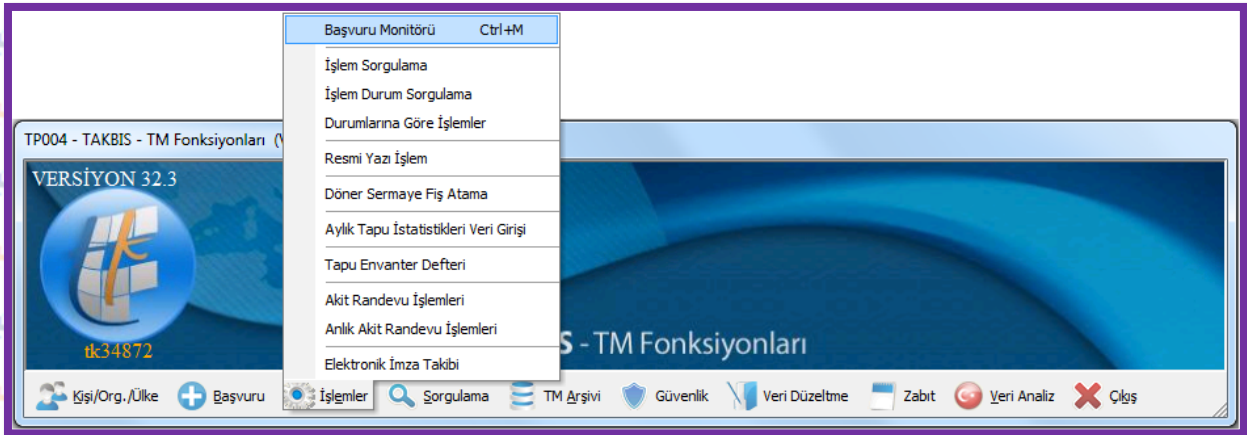 Başvuru Monitörü Ctrl+M
İşlem Sorgulama
İşlem Durum Sorgulama
Durumlarına Göre İşlemler
Resmi Yazı İşlem
Döner Sermaye Fiş Atama
Aylık Tapu İstatistikleri Veri Girişi
Tapu Envanter Defteri
Akit Randevu İşlemleri
Anlık Akit Randevu İşlemleri
Elektronik İmza Takibi
TP004 - TAKBIS - TM Fonksiyonları
VERSİYON 32.3
tk34872
S - TM Fonksiyonları
Kişi/Org./Ülke Başvuru İşlemler Sorgulama TM Arşivi Güvenlik Veri Düzeltme Zabıt Veri Analiz Çıkış